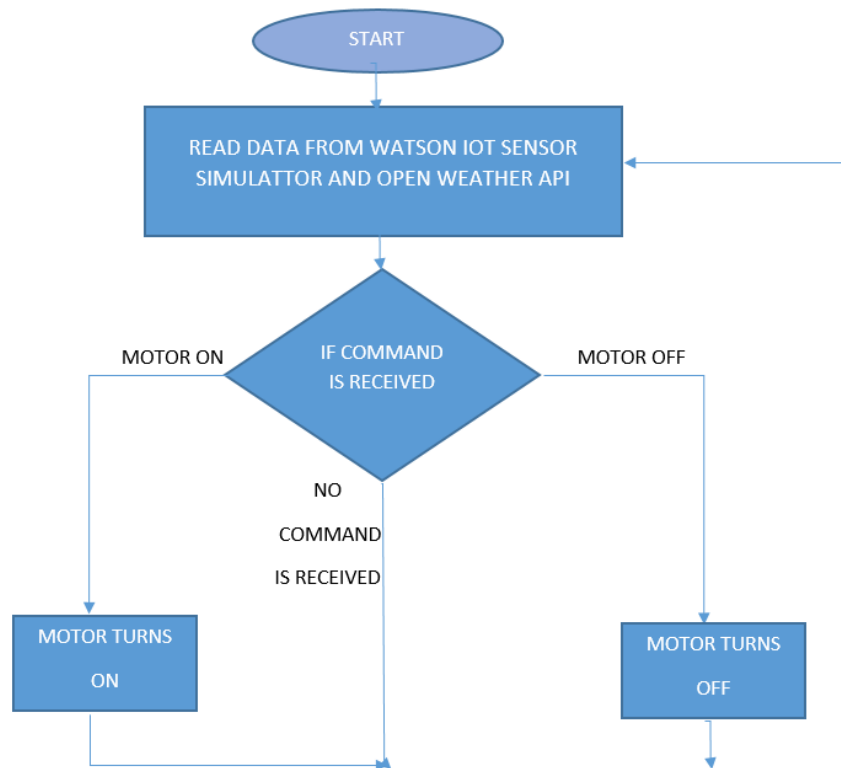 START
READ DATA FROM WATSON IOT SENSOR
SIMULATTOR AND OPEN WEATHER API
MOTOR ON
IF COMMAND
IS RECEIVED
MOTOR OFF
NO
COMMAND
IS RECEIVED
MOTOR TURNS
ON
MOTOR TURNS
OFF